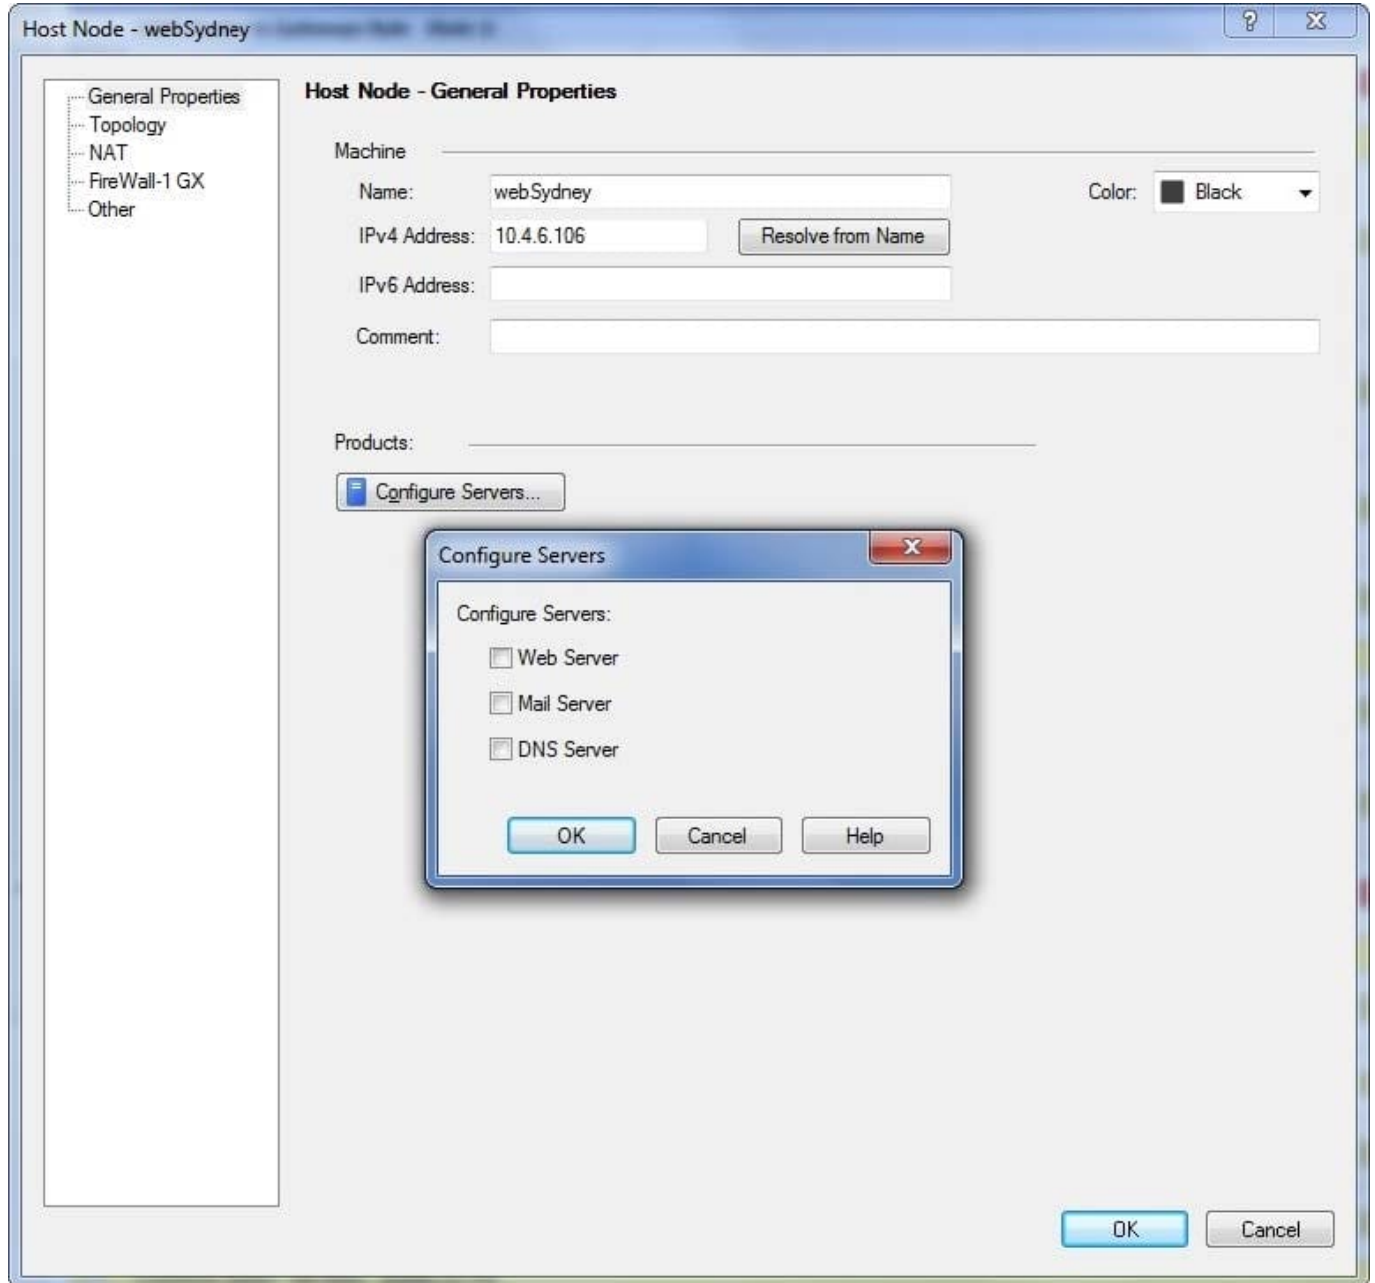 Host Node - webSydney
General Properties
Topology
NAT
FireWall-1 GX
Other
Host Node - General Properties
Machine
Name: webSydney Color: Black
IPv4 Address: 10.4.6.106 Resolve from Name
IPv6 Address:
Comment:
Products:
Configure Servers...
Configure Servers
Configure Servers:
Web Server
Mail Server
DNS Server
OK Cancel Help
OK Cancel